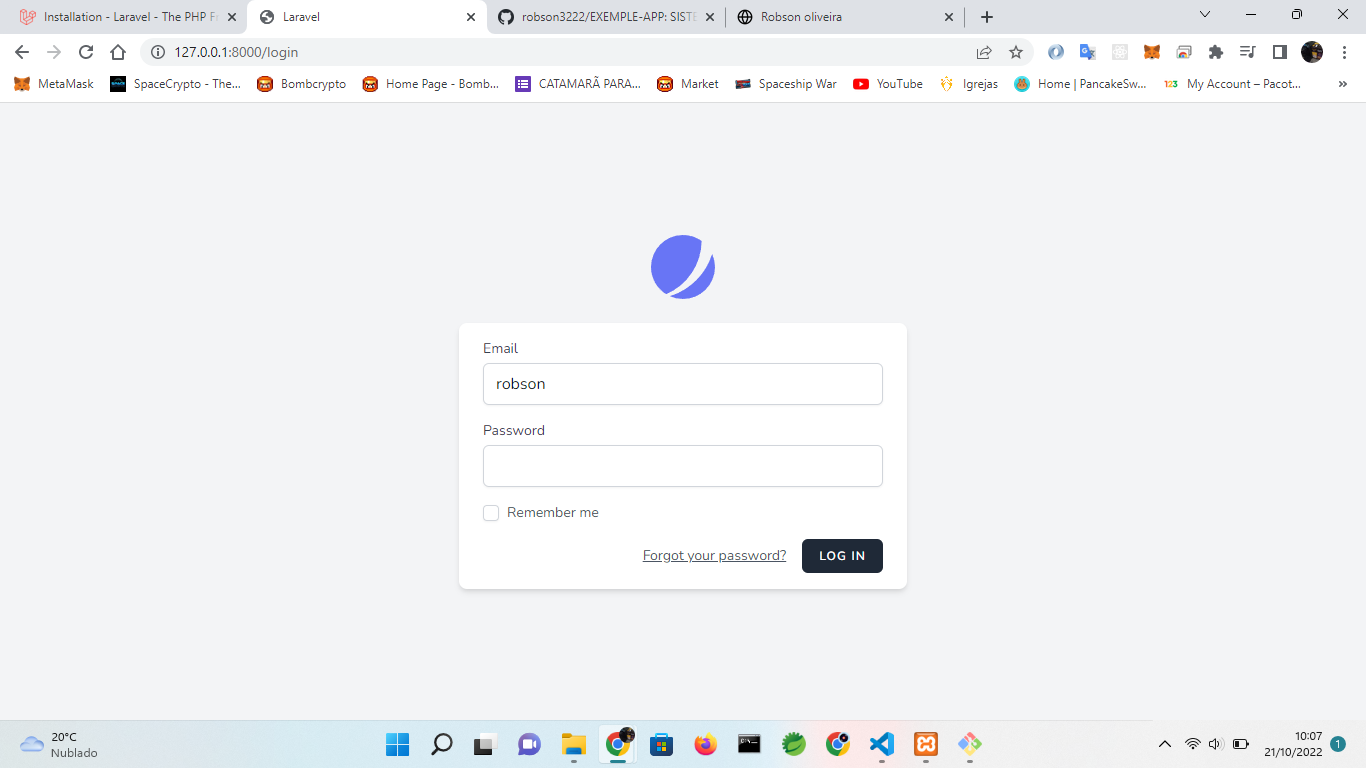 Installation - Laravel - The PHP Fr
Laravel
robson3222/EXEMPLE-APP: SISTE
Robson oliveira
127.0.0.1:8000/login
MetaMask
SpaceCrypto - The...
Bombcrypto
Home Page - Bomb...
CATAMARÃ PARA...
Market
Spaceship War
YouTube
Igrejas
Home | PancakeSw...
123
My Account – Pacot...
»
Email
robson
Password
Remember me
Forgot your password?
LOG IN
20°C
Nublado
10:07
21/10/2022
1